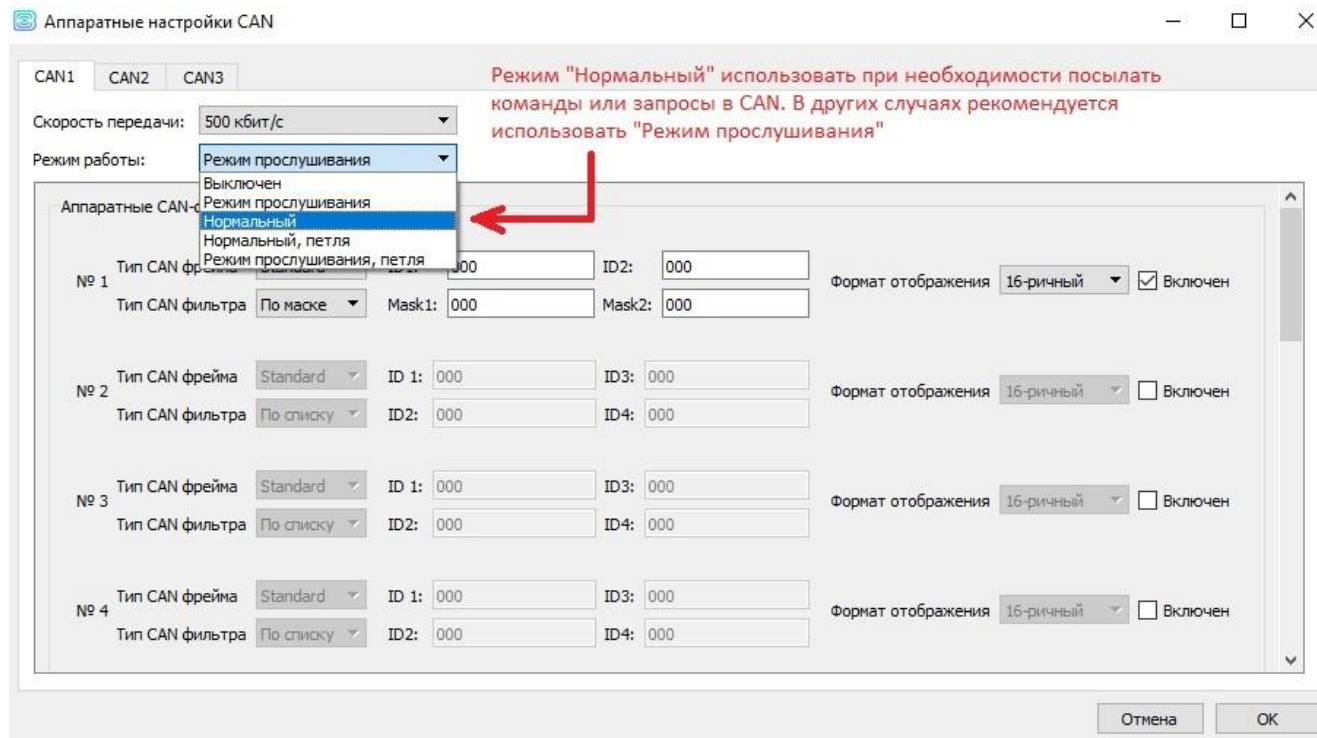 Аппаратные настройки CAN
CAN1 CAN2 CAN3
Режим "Нормальный" использовать при необходимости посылать
команды или запросы в CAN. В других случаях рекомендуется
использовать "Режим прослушивания"
Скорость передачи: 500 кбит/с
Режим работы: Режим прослушивания
Выключен
Режим прослушивания
Нормальный
Нормальный, петля
Режим прослушивания, петля
Аппаратные CAN-
№ 1
Тип CAN фр 000 ID2: 000
Тип CAN фильтра По маске Mask1: 000 Mask2: 000
Формат отображения 16-ричный Включен
№ 2
Тип CAN фрейма Standard ID 1: 000 ID3: 000
Тип CAN фильтра По списку ID2: 000 ID4: 000
Формат отображения 16-ричный Включен
№ 3
Тип CAN фрейма Standard ID 1: 000 ID3: 000
Тип CAN фильтра По списку ID2: 000 ID4: 000
Формат отображения 16-ричный Включен
№ 4
Тип CAN фрейма Standard ID 1: 000 ID3: 000
Тип CAN фильтра По списку ID2: 000 ID4: 000
Формат отображения 16-ричный Включен
Отмена OK